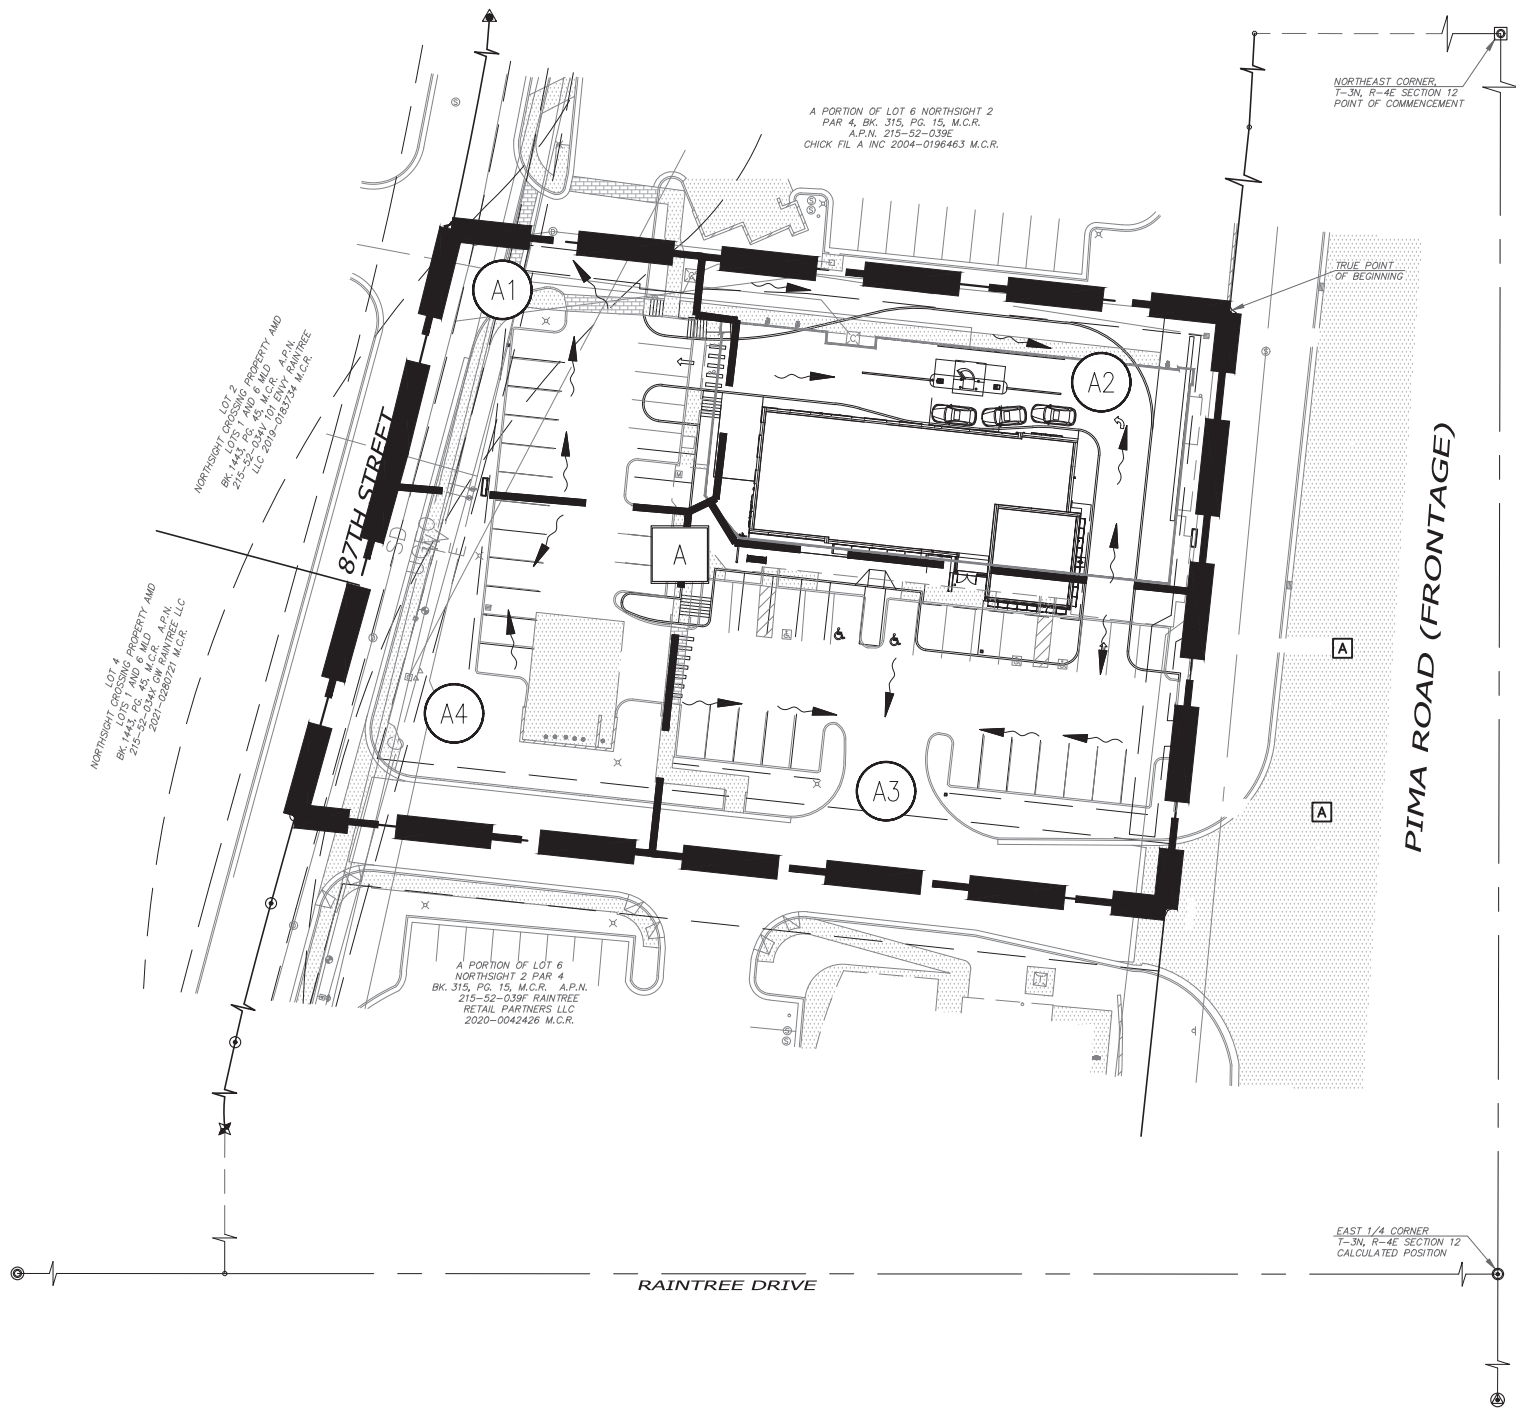 NORTHEAST CORNER,
T-3N, R-4E SECTION 12
POINT OF COMMENCEMENT
A PORTION OF LOT 6 NORTHSIGHT 2
PAR 4, BK. 315, PG. 15, M.C.R.
A.P.N. 215-52-039E
CHICK FIL A INC 2004-0196463 M.C.R.
TRUE POINT
OF BEGINNING
A1
A2
LOT 2
NORTHSIGHT CROSSING PROPERTY AMD
LOTS 1 AND 6 MLD
BK. 1443, PG. 45, M.C.R. A.P.N.
215-52-034V 101 ENVY RAINTREE
LLC 2019-0183734 M.C.R.
87TH STREET
SD
E
A
PIMA ROAD (FRONTAGE)
LOT 4
NORTHSIGHT CROSSING PROPERTY AMD
LOTS 1 AND 6 MLD
BK. 1443, PG. 45, M.C.R. A.P.N.
215-52-034X GW RAINTREE LLC
2021-0280721 M.C.R.
A
A4
A3
A
A PORTION OF LOT 6
NORTHSIGHT 2 PAR 4
BK. 315, PG. 15, M.C.R. A.P.N.
215-52-039F RAINTREE
RETAIL PARTNERS LLC
2020-0042426 M.C.R.
EAST 1/4 CORNER
T-3N, R-4E SECTION 12
CALCULATED POSITION
RAINTREE DRIVE